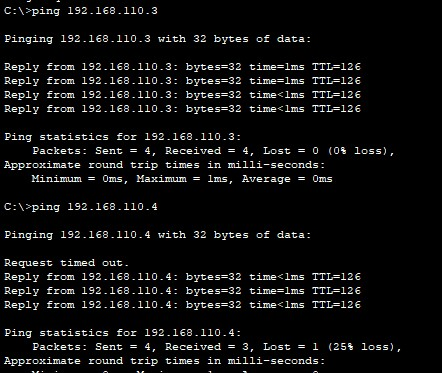 C:\>ping 192.168.110.3
Pinging 192.168.110.3 with 32 bytes of data:
Reply from 192.168.110.3: bytes=32 time=1ms TTL=126
Reply from 192.168.110.3: bytes=32 time<1ms TTL=126
Reply from 192.168.110.3: bytes=32 time<1ms TTL=126
Reply from 192.168.110.3: bytes=32 time<1ms TTL=126
Ping statistics for 192.168.110.3:
Packets: Sent = 4, Received = 4, Lost = 0 (0% loss),
Approximate round trip times in milli-seconds:
Minimum = 0ms, Maximum = 1ms, Average = 0ms
C:\>ping 192.168.110.4
Pinging 192.168.110.4 with 32 bytes of data:
Request timed out.
Reply from 192.168.110.4: bytes=32 time<1ms TTL=126
Reply from 192.168.110.4: bytes=32 time<1ms TTL=126
Reply from 192.168.110.4: bytes=32 time<1ms TTL=126
Ping statistics for 192.168.110.4:
Packets: Sent = 4, Received = 3, Lost = 1 (25% loss),
Approximate round trip times in milli-seconds: